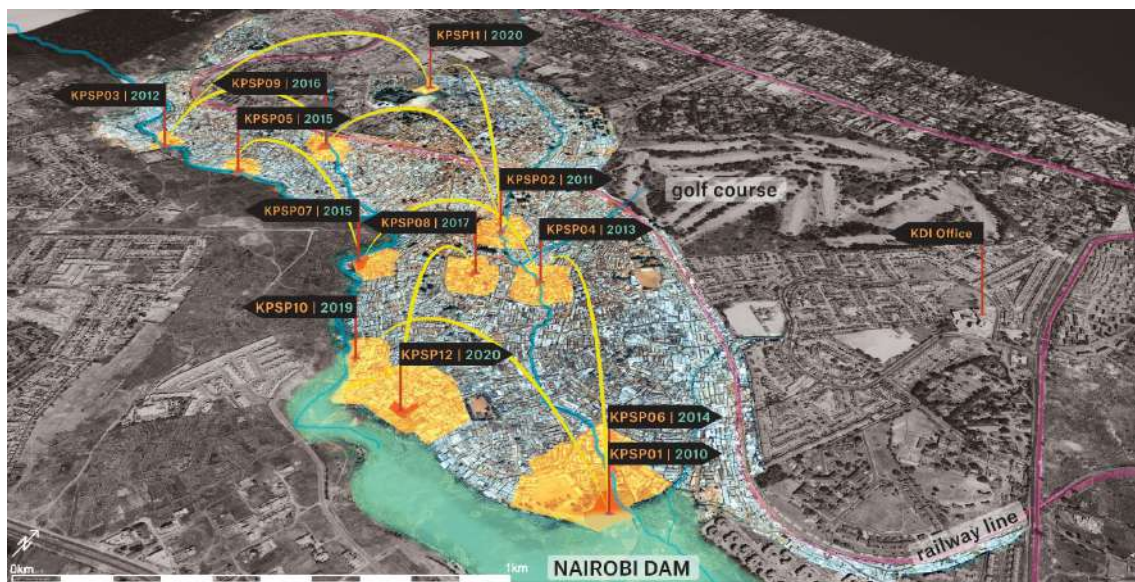 KPSP11 | 2020
KPSP09 | 2016
KPSP03 | 2012
KPSP05 | 2015
KPSP02 | 2011
KPSP07 | 2015
KPSP08 | 2017
KPSP04 | 2013
golf course
KDI Office
KPSP10 | 2019
KPSP12 | 2020
KPSP06 | 2014
KPSP01 | 2010
railway line
N
0km
1km
NAIROBI DAM